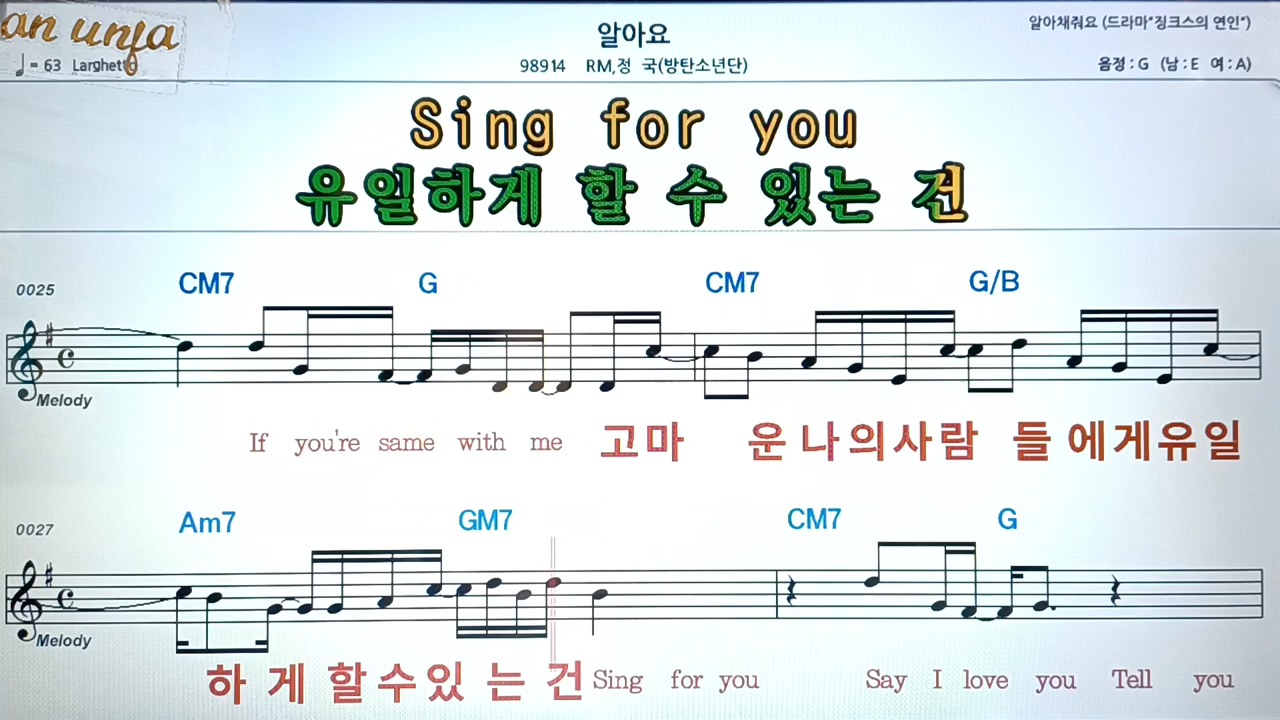 an unfa
알아요
알아채줘요 (드라마"징크스의 연인")
♩= 63 Larghetto
98914 RM,정 국(방탄소년단)
음정 : G (남 : E 여 : A)
Sing for you
유일하게 할 수 있는 건
0025 CM7 G CM7 G/B
Melody
If you're same with me 고마 운 나의사람 들 에게유일
0027 Am7 GM7 CM7 G
Melody
하 게 할수있 는 건 Sing for you Say I love you Tell you